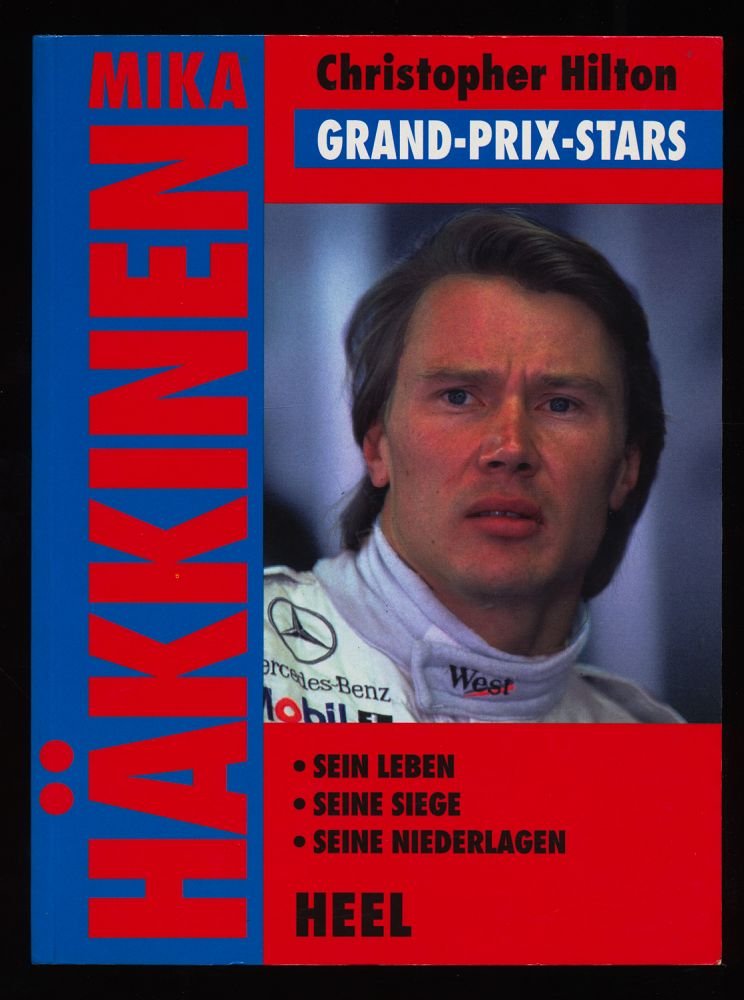 MIKA
HÄKKINEN
Christopher Hilton
GRAND-PRIX-STARS
Mercedes-Benz
West
Mobil
• SEIN LEBEN
• SEINE SIEGE
• SEINE NIEDERLAGEN
HEEL